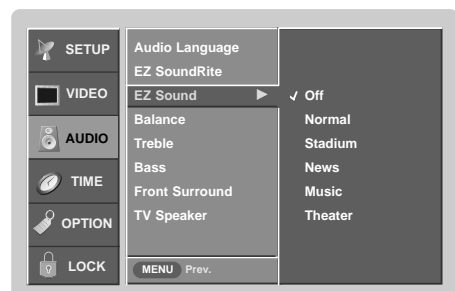 SETUP
VIDEO
AUDIO
TIME
OPTION
LOCK
Audio Language
EZ SoundRite
EZ Sound ▶
Balance
Treble
Bass
Front Surround
TV Speaker
MENU Prev.
✓ Off
Normal
Stadium
News
Music
Theater